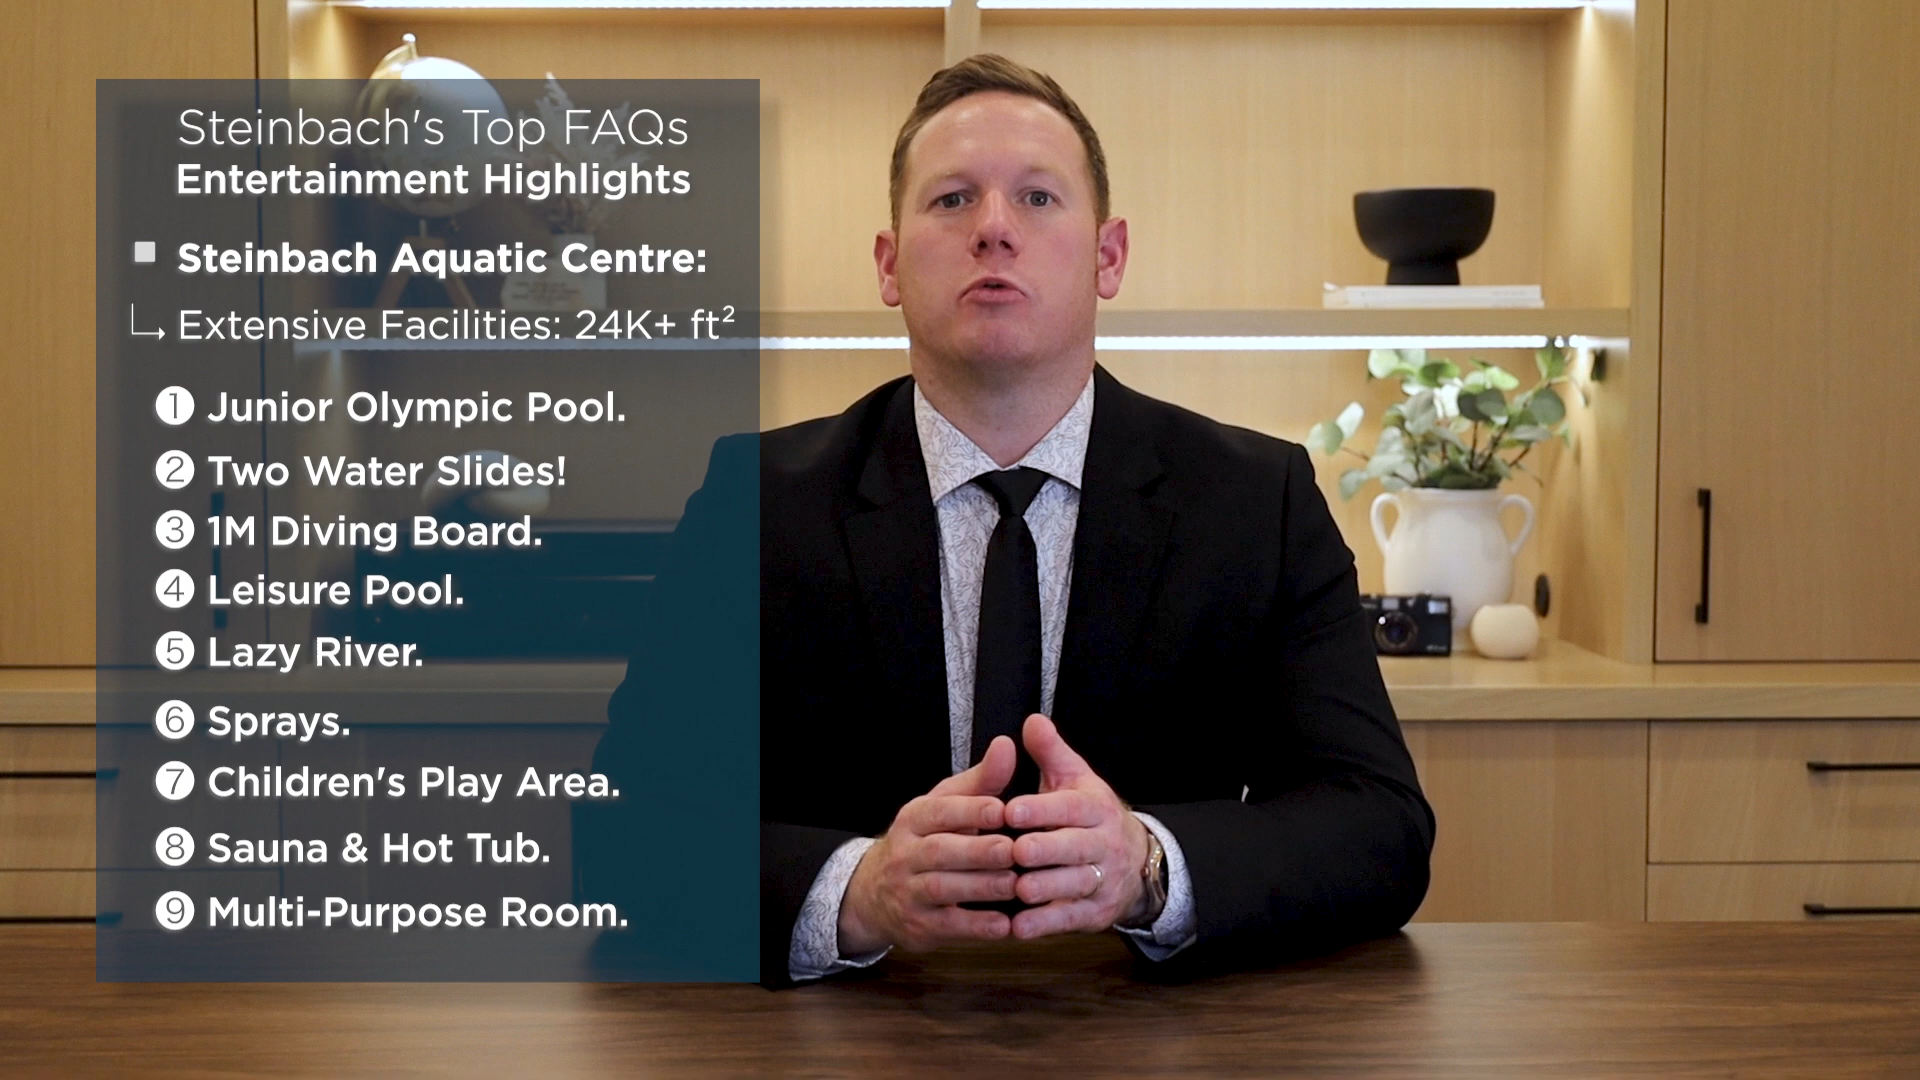 Steinbach's Top FAQs
Entertainment Highlights
Steinbach Aquatic Centre:
Extensive Facilities: 24K+ ft²
1 Junior Olympic Pool.
2 Two Water Slides!
3 1M Diving Board.
4 Leisure Pool.
5 Lazy River.
6 Sprays.
7 Children's Play Area.
8 Sauna & Hot Tub.
9 Multi-Purpose Room.